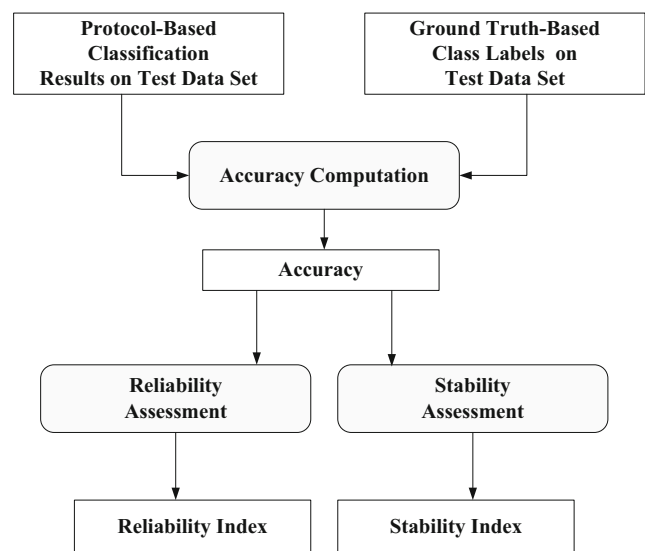 Protocol-Based
Classification
Results on Test Data Set
Ground Truth-Based
Class Labels on
Test Data Set
Accuracy Computation
Accuracy
Reliability
Assessment
Stability
Assessment
Reliability Index
Stability Index